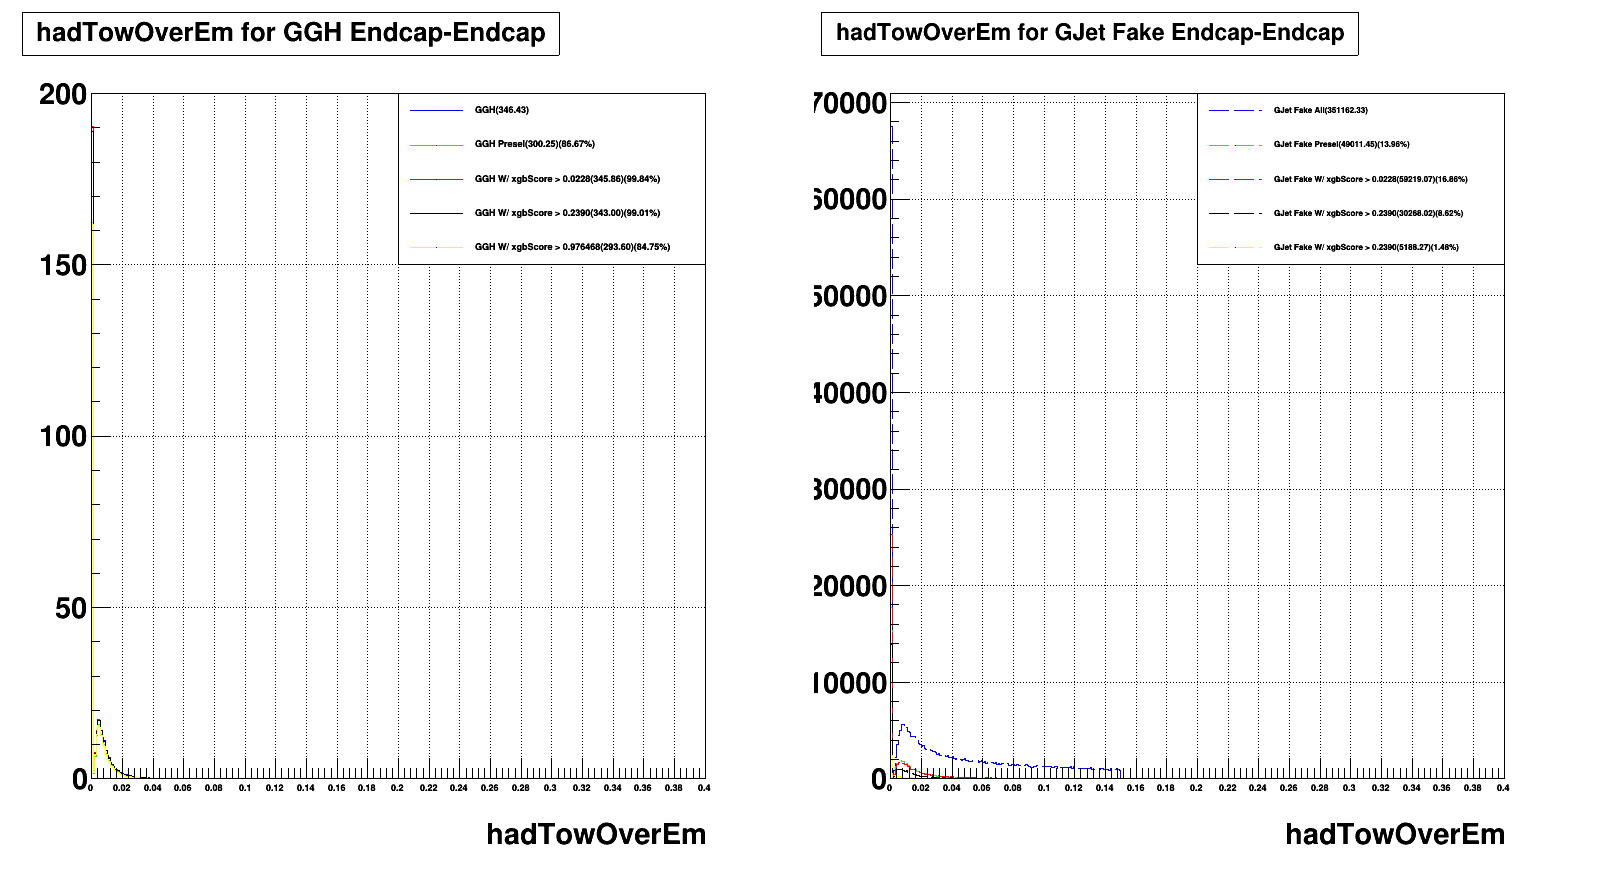 hadTowOverEm for GGH Endcap-Endcap
200
150
100
50
0
GGH(346.43)
GGH Presel(300.25)(86.67%)
GGH W/ xgbScore > 0.0228(345.86)(99.84%)
GGH W/ xgbScore > 0.2390(343.00)(99.01%)
GGH W/ xgbScore > 0.976468(293.60)(84.75%)
0 0.02 0.04 0.06 0.08 0.1 0.12 0.14 0.16 0.18 0.2 0.22 0.24 0.26 0.28 0.3 0.32 0.34 0.36 0.38 0.4
hadTowOverEm
hadTowOverEm for GJet Fake Endcap-Endcap
70000
60000
50000
40000
30000
20000
10000
0
GJet Fake All(351162.33)
GJet Fake Presel(49011.45)(13.96%)
GJet Fake W/ xgbScore > 0.0228(59219.07)(16.86%)
GJet Fake W/ xgbScore > 0.2390(30268.02)(8.62%)
GJet Fake W/ xgbScore > 0.2390(5188.27)(1.48%)
0 0.02 0.04 0.06 0.08 0.1 0.12 0.14 0.16 0.18 0.2 0.22 0.24 0.26 0.28 0.3 0.32 0.34 0.36 0.38 0.4
hadTowOverEm